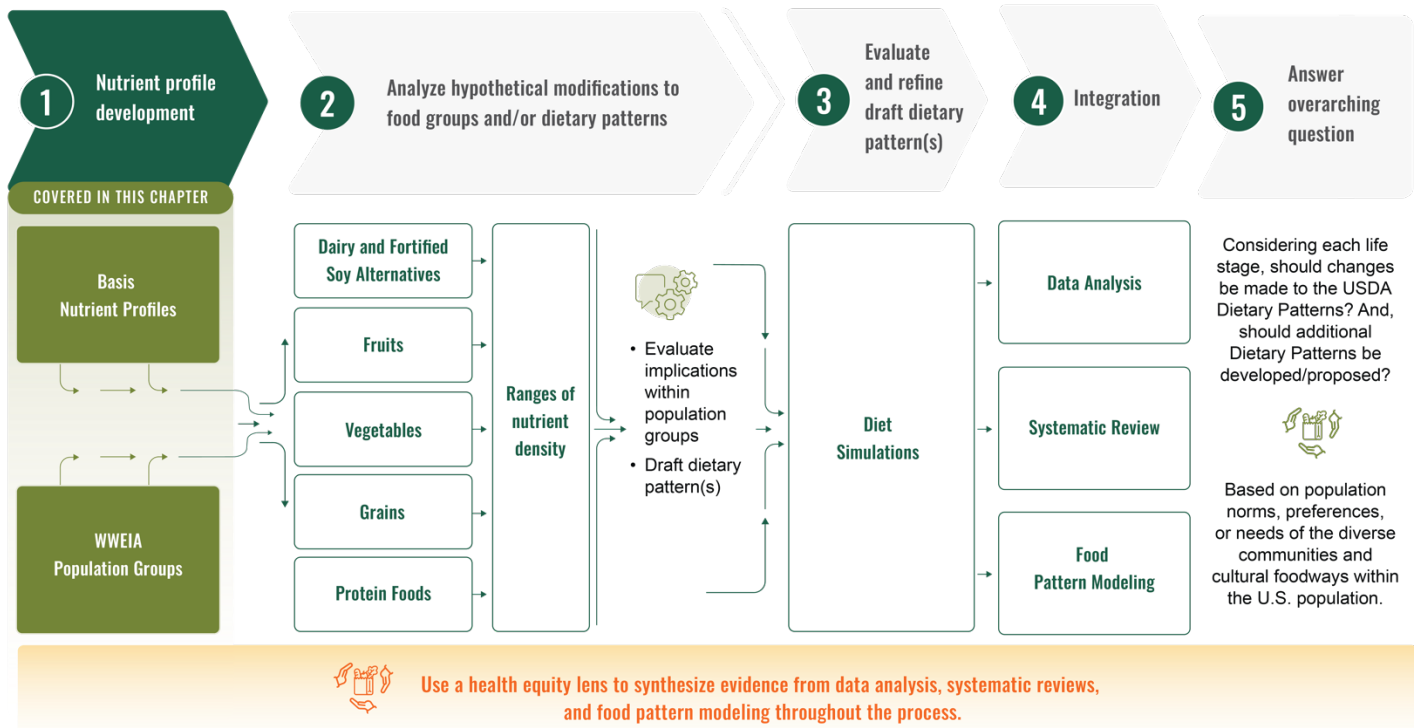 1
Nutrient profile
development
2
Analyze hypothetical modifications to
food groups and/or dietary patterns
3
Evaluate
and refine
draft dietary
pattern(s)
4
Integration
5
Answer
overarching
question
COVERED IN THIS CHAPTER
Basis
Nutrient Profiles
WWEIA
Population Groups
Dairy and Fortified
Soy Alternatives
Fruits
Vegetables
Grains
Protein Foods
Ranges of
nutrient
density
• Evaluate
implications
within
population
groups
• Draft dietary
pattern(s)
Diet
Simulations
Data Analysis
Systematic Review
Food
Pattern Modeling
Considering each life
stage, should changes
be made to the USDA
Dietary Patterns? And,
should additional
Dietary Patterns be
developed/proposed?
Based on population
norms, preferences,
or needs of the diverse
communities and
cultural foodways within
the U.S. population.
Use a health equity lens to synthesize evidence from data analysis, systematic reviews,
and food pattern modeling throughout the process.